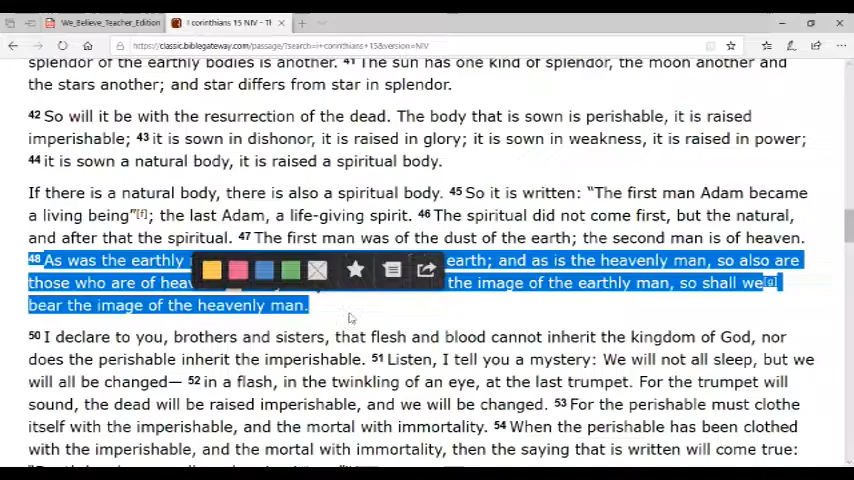 We_Believe_Teacher_Edition
I corinthians 15 NIV - Th
https://classic.biblegateway.com/passage/?search=i+corinthians+15&version=NIV
splendor of the earthly bodies is another. 41 The sun has one kind of splendor, the moon another and
the stars another; and star differs from star in splendor.
42 So will it be with the resurrection of the dead. The body that is sown is perishable, it is raised
imperishable; 43 it is sown in dishonor, it is raised in glory; it is sown in weakness, it is raised in power;
44 it is sown a natural body, it is raised a spiritual body.
If there is a natural body, there is also a spiritual body. 45 So it is written: “The first man Adam became
a living being”[f]; the last Adam, a life-giving spirit. 46 The spiritual did not come first, but the natural,
and after that the spiritual. 47 The first man was of the dust of the earth; the second man is of heaven.
48 As was the earthly earth; and as is the heavenly man, so also are
those who are of the image of the earthly man, so shall we[g]
bear the image of the heavenly man.
50 I declare to you, brothers and sisters, that flesh and blood cannot inherit the kingdom of God, nor
does the perishable inherit the imperishable. 51 Listen, I tell you a mystery: We will not all sleep, but we
will all be changed— 52 in a flash, in the twinkling of an eye, at the last trumpet. For the trumpet will
sound, the dead will be raised imperishable, and we will be changed. 53 For the perishable must clothe
itself with the imperishable, and the mortal with immortality. 54 When the perishable has been clothed
with the imperishable, and the mortal with immortality, then the saying that is written will come true: